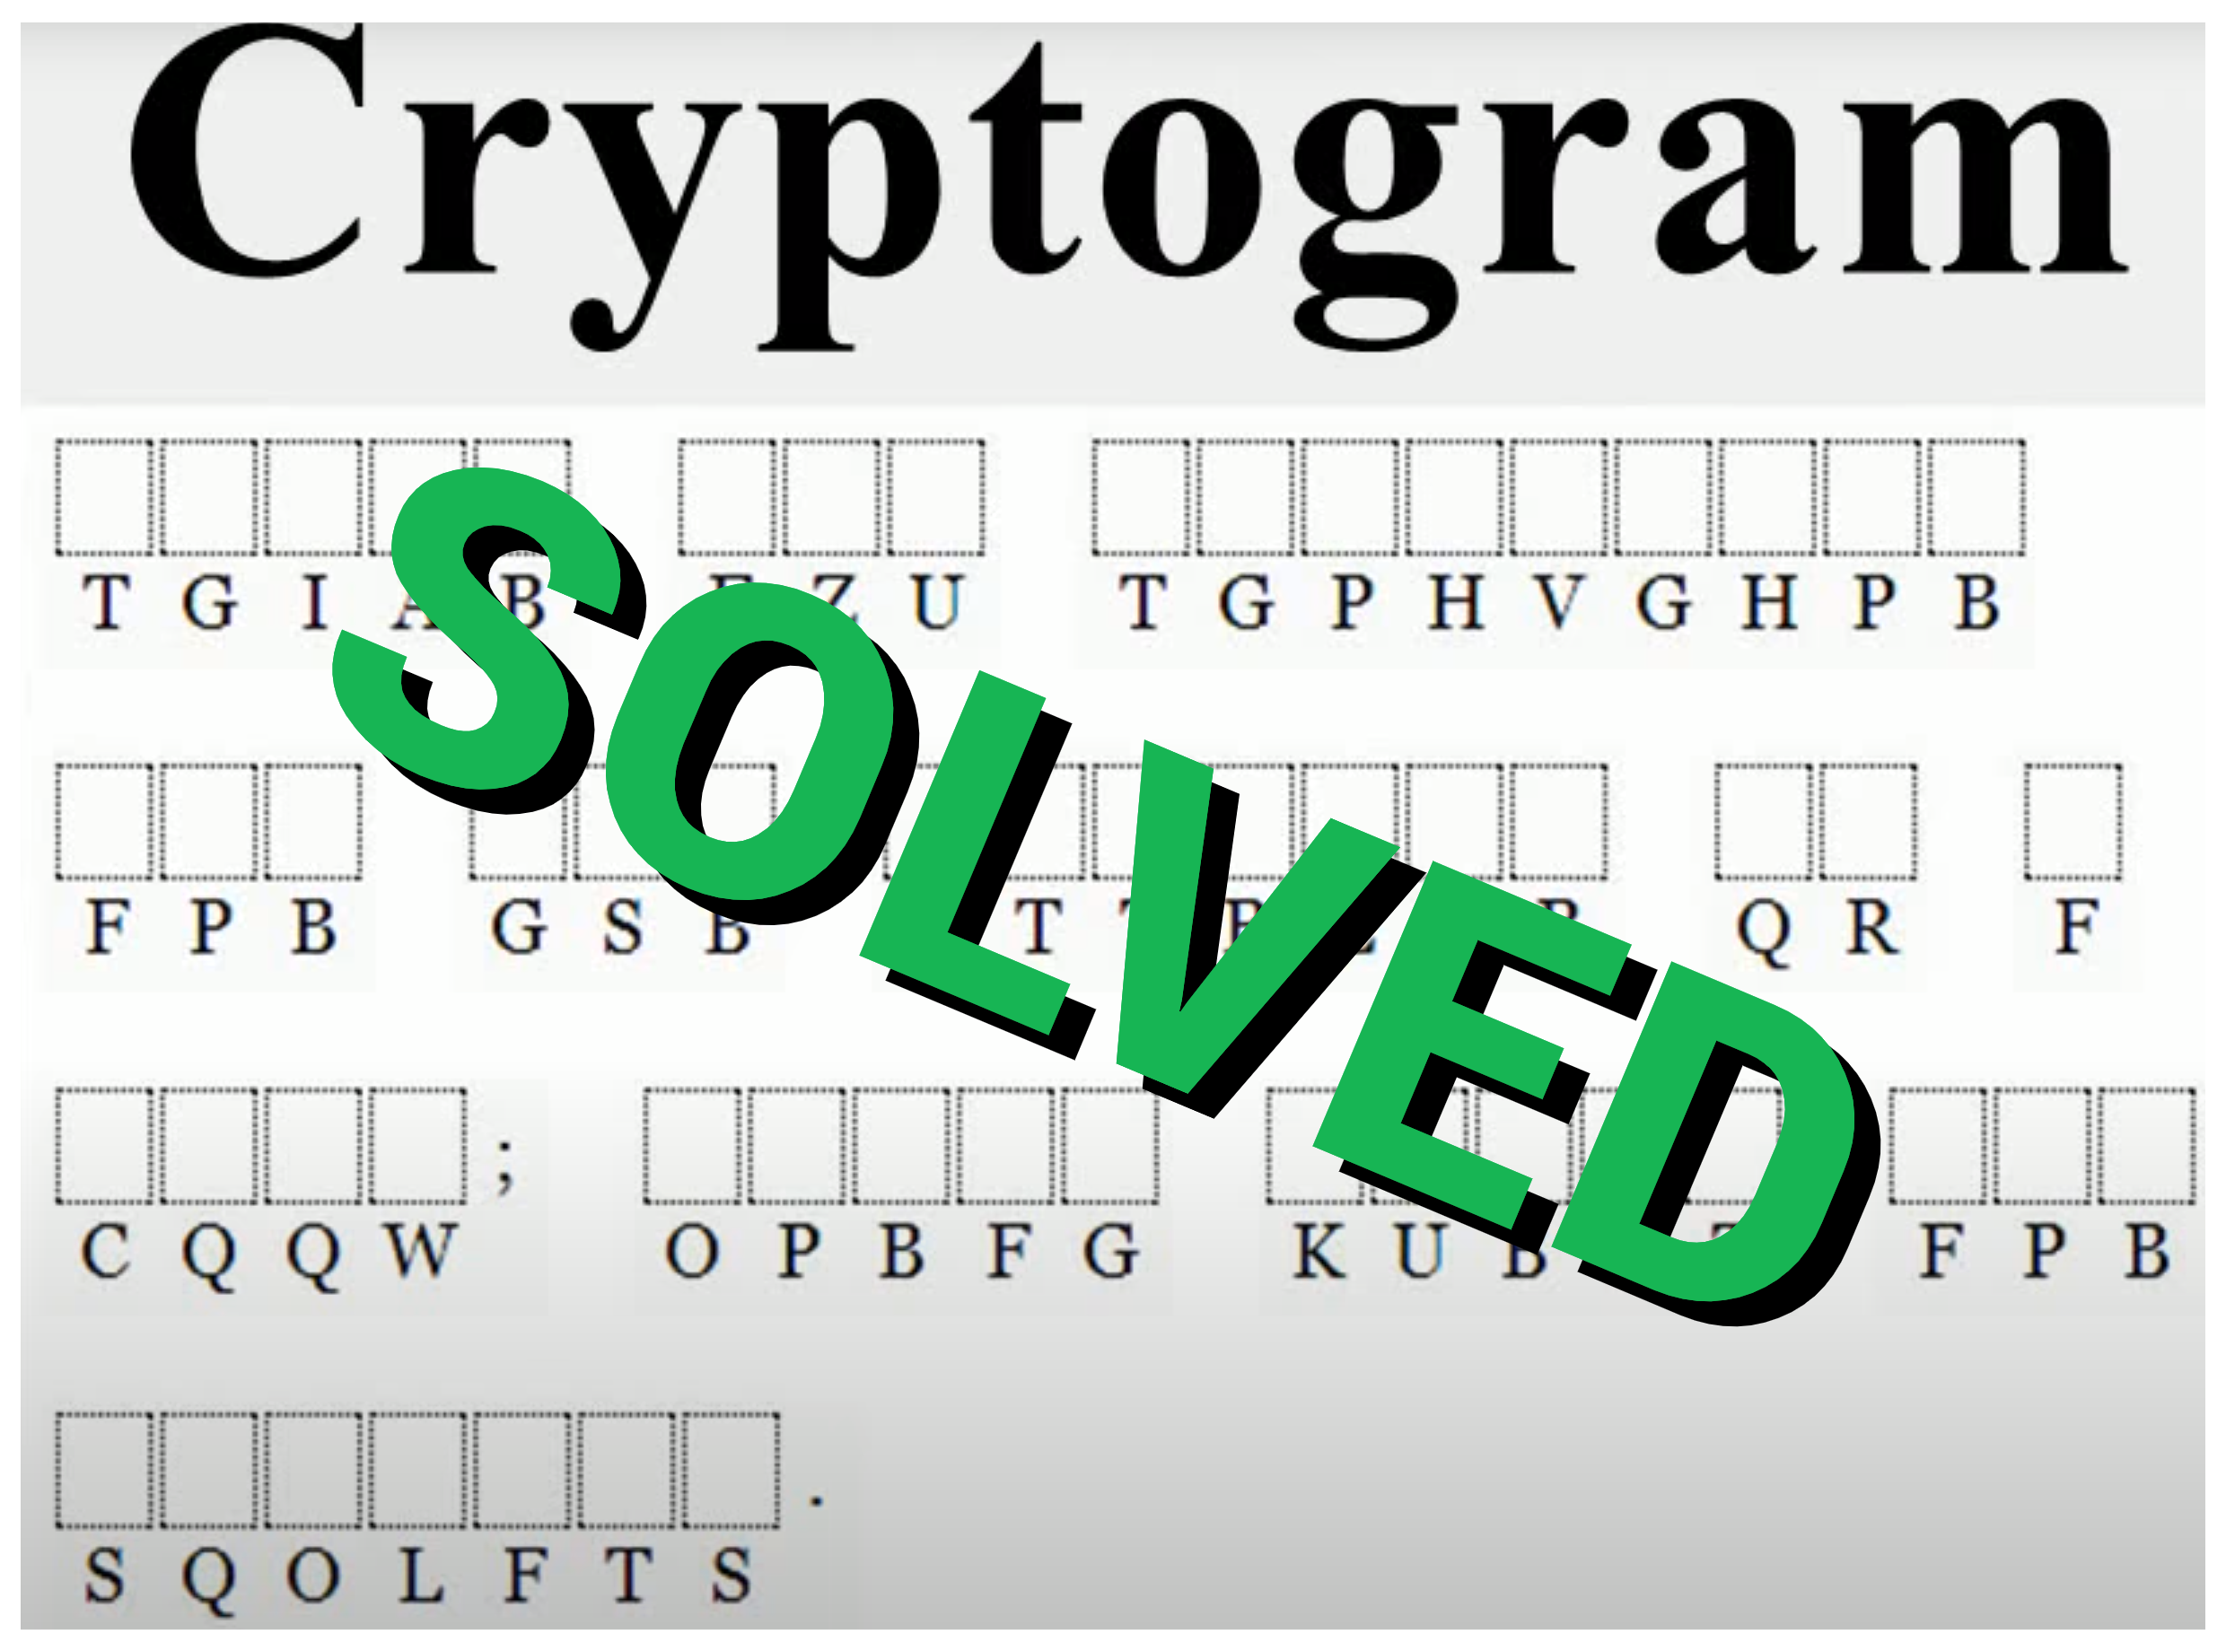 Cryptogram
T G I A B E Z U T G P H V G H P B
F P B G S B Q R F
C Q Q W ; O P B F G K U B F P B
S Q O L F T S .
SOLVED